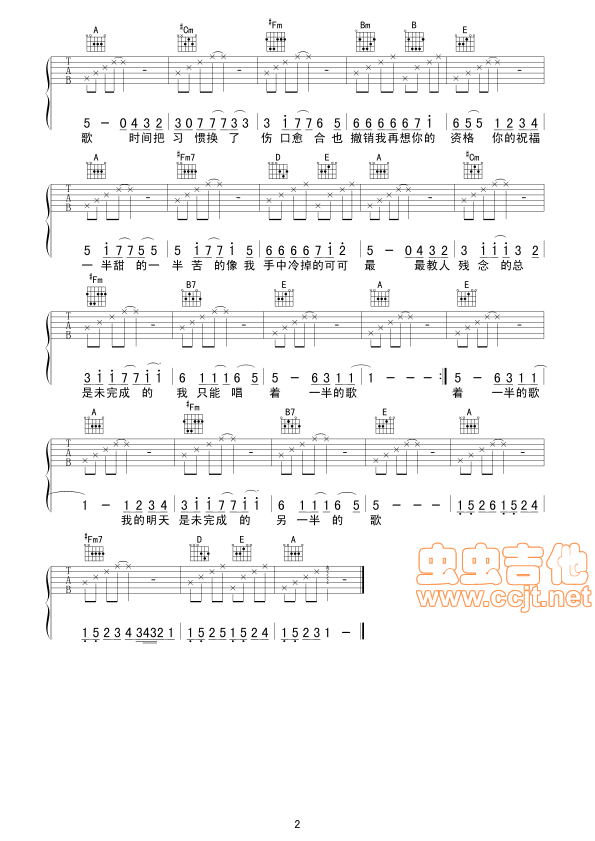 A #Cm #Fm Bm B E
T A B
5 - 0 4 3 2 3 0 7 7 7 3 3 3 i 7 7 6 5 6 6 6 6 6 7 i 6 5 5 1 2 3 4
歌 时间把 习 惯换 了 伤 口愈 合也 撤销我再想你的 资格 你的祝福
A #Fm7 D E A #Cm
T A B
5 i 7 7 5 5 5 i 7 7 i 5 6 6 6 6 7 i 2 5 - 0 4 3 2 3 i i i 3 2
一 半甜 的一 半 苦 的像 我 手中冷掉的可可 最 最教人 残 念 的总
#Fm B7 E A E
T A B
3 i i 7 7 i i 6 1 1 1 6 5 5 - 6 3 1 1 1 - - - :] 5 - 6 3 1 1
是未完成 的 我 只能 唱 着 一半的歌 着 一半的歌
A #Fm B7 E A
T A B
1 - 1 2 3 4 3 i i 7 7 i i 6 1 1 1 6 5 5 - - - 1 5 2 6 1 5 2 4
我的明天 是未完成 的 另 一半 的 歌
#Fm7 D E A
T A B
1 5 2 3 4 3 4 3 2 1 1 5 2 5 1 5 2 4 1 5 2 3 1 -
虫虫吉他
www.ccjt.net
2